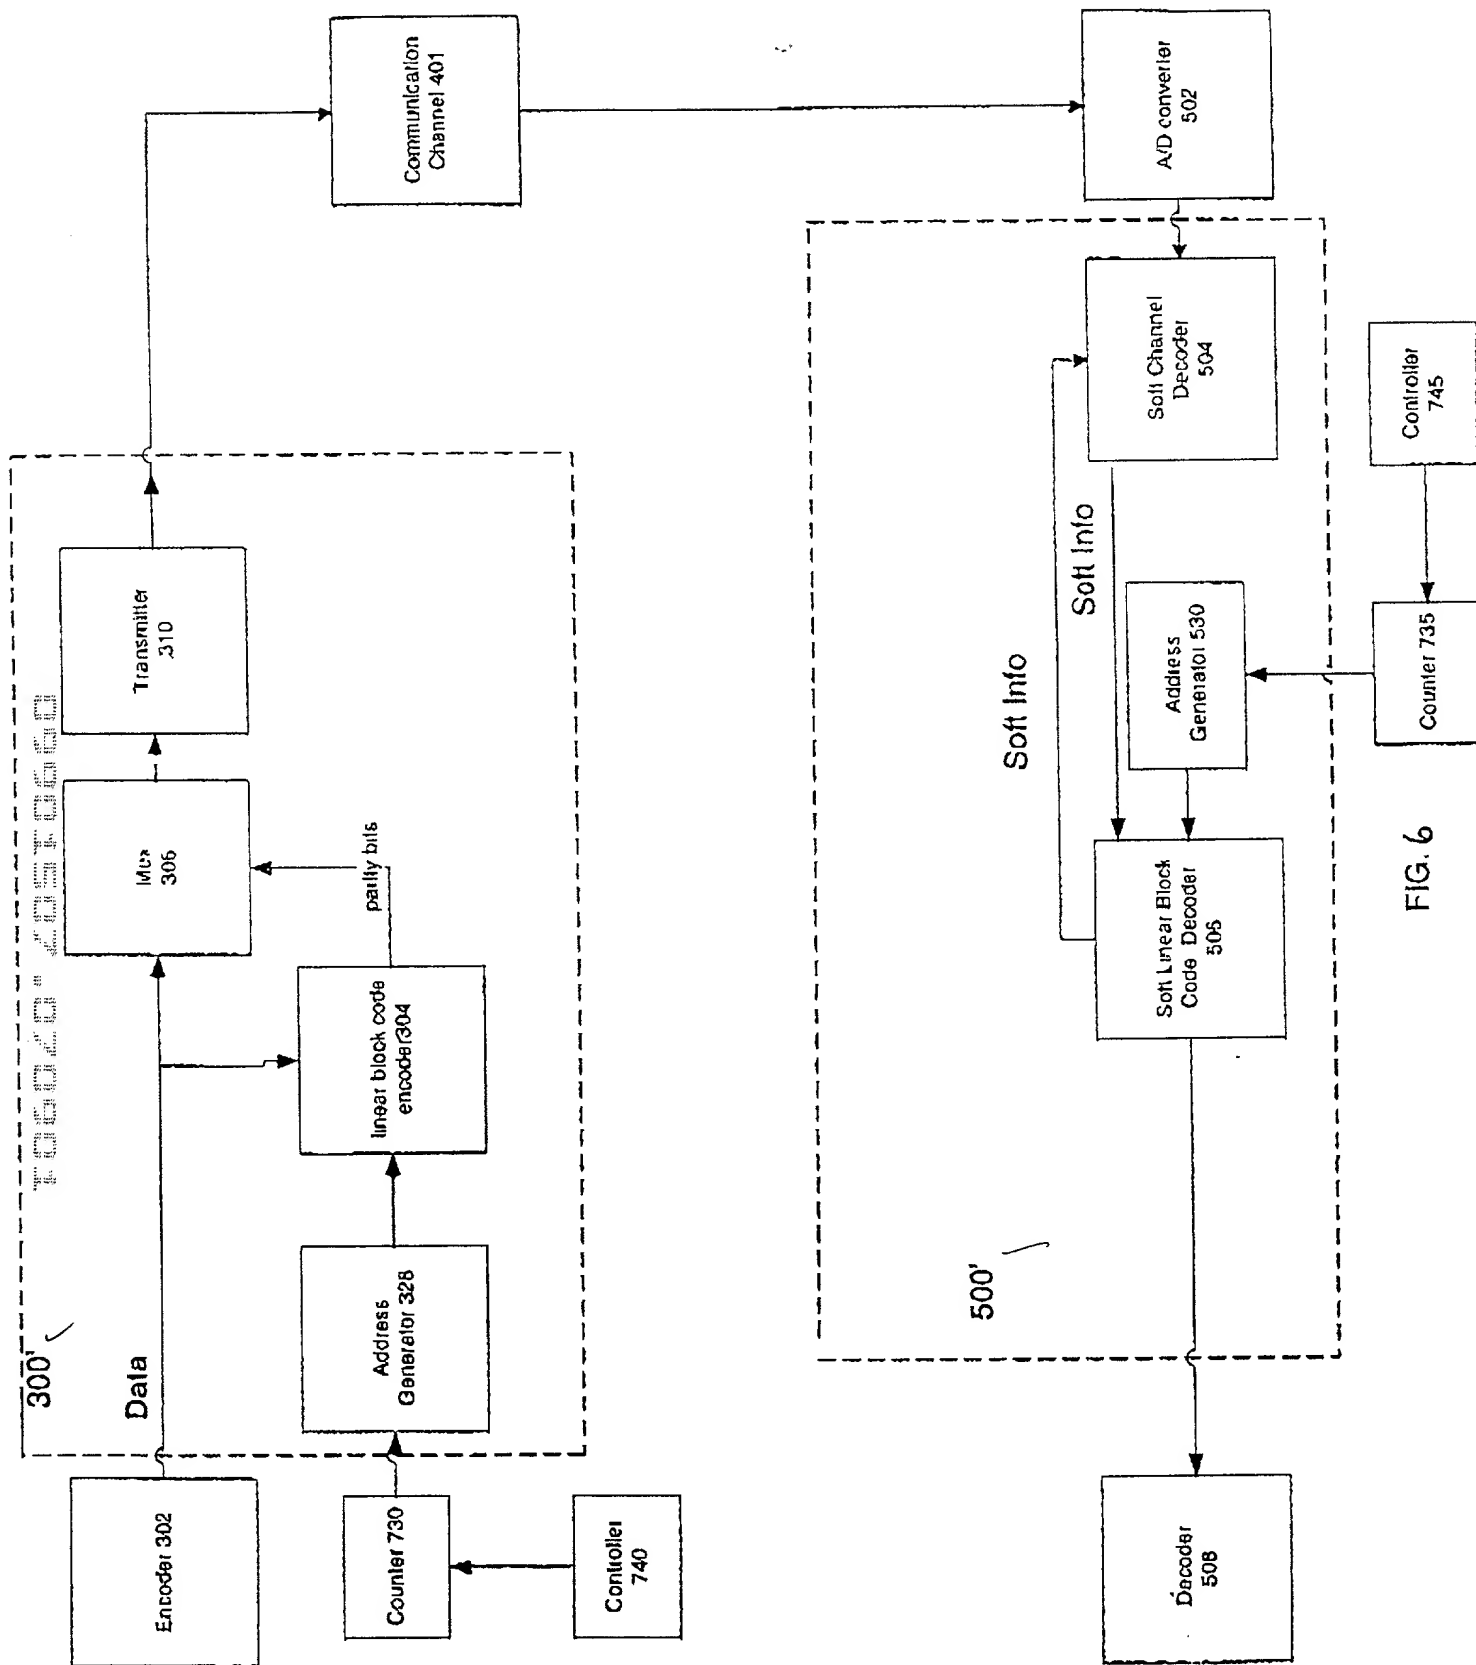 300'
Data
Encoder 302
Counter 730
Controller
740
Address
Generator 328
linear block code
encoder304
parity bits
Mux
306
Transmitter
310
Communication
Channel 401
A/D converter
502
500'
Soft Channel
Decoder
504
Soft Info
Soft Info
Address
Generator 530
Soft Linear Block
Code Decoder
506
Counter 735
Controller
745
Decoder
508
FIG. 6